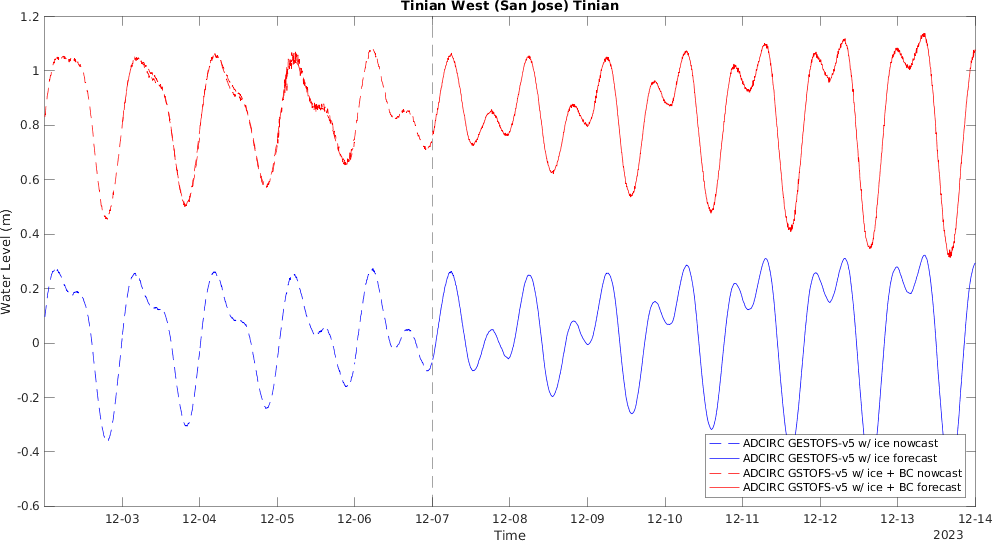 Tinian West (San Jose) Tinian
Water Level (m)
1.2
1
0.8
0.6
0.4
0.2
0
-0.2
-0.4
-0.6
ADCIRC GESTOFS-v5 w/ ice nowcast
ADCIRC GESTOFS-v5 w/ ice forecast
ADCIRC GSTOFS-v5 w/ ice + BC nowcast
ADCIRC GSTOFS-v5 w/ ice + BC forecast
12-03 12-04 12-05 12-06 12-07 12-08 12-09 12-10 12-11 12-12 12-13 12-14
Time
2023